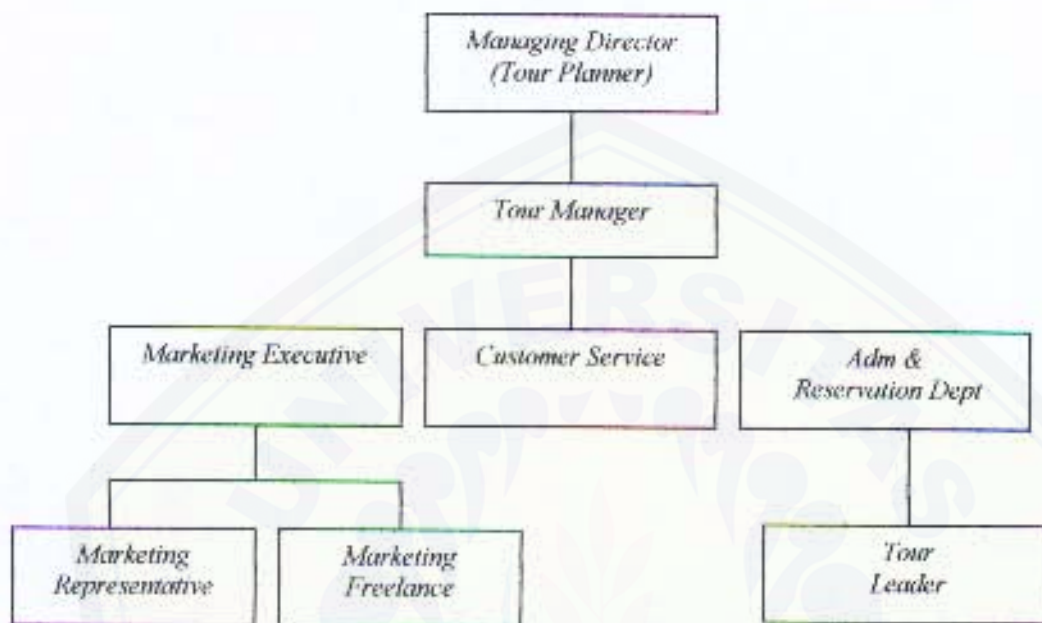 Managing Director
(Tour Planner)
Tour Manager
Marketing Executive
Customer Service
Adm &
Reservation Dept
Marketing
Representative
Marketing
Freelance
Tour
Leader
UNIVERSITAS